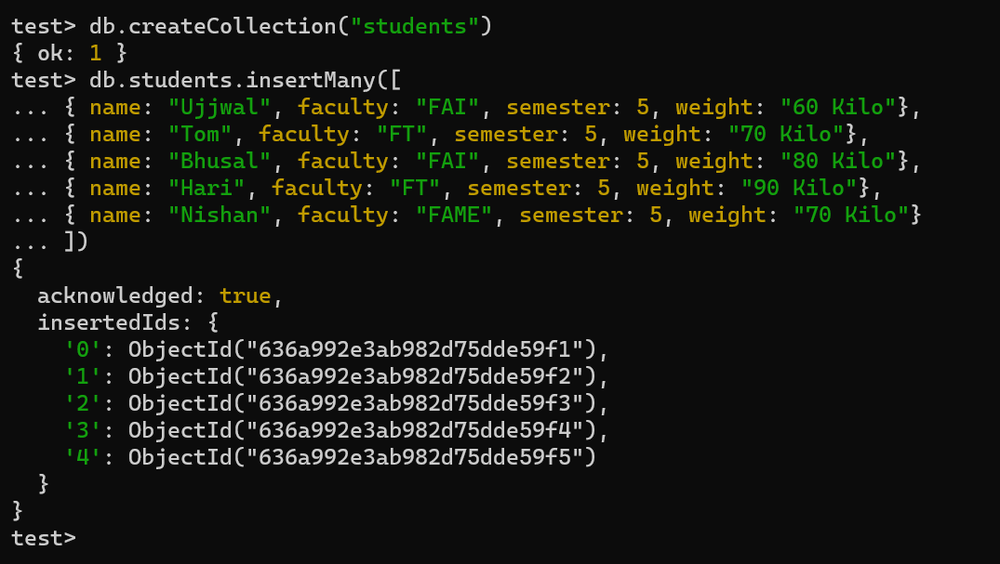 test> db.createCollection("students")
{ ok: 1 }
test> db.students.insertMany([
... { name: "Ujjwal", faculty: "FAI", semester: 5, weight: "60 Kilo"},
... { name: "Tom", faculty: "FT", semester: 5, weight: "70 Kilo"},
... { name: "Bhusal", faculty: "FAI", semester: 5, weight: "80 Kilo"},
... { name: "Hari", faculty: "FT", semester: 5, weight: "90 Kilo"},
... { name: "Nishan", faculty: "FAME", semester: 5, weight: "70 Kilo"}
... ])
{
  acknowledged: true,
  insertedIds: {
    '0': ObjectId("636a992e3ab982d75dde59f1"),
    '1': ObjectId("636a992e3ab982d75dde59f2"),
    '2': ObjectId("636a992e3ab982d75dde59f3"),
    '3': ObjectId("636a992e3ab982d75dde59f4"),
    '4': ObjectId("636a992e3ab982d75dde59f5")
  }
}
test>